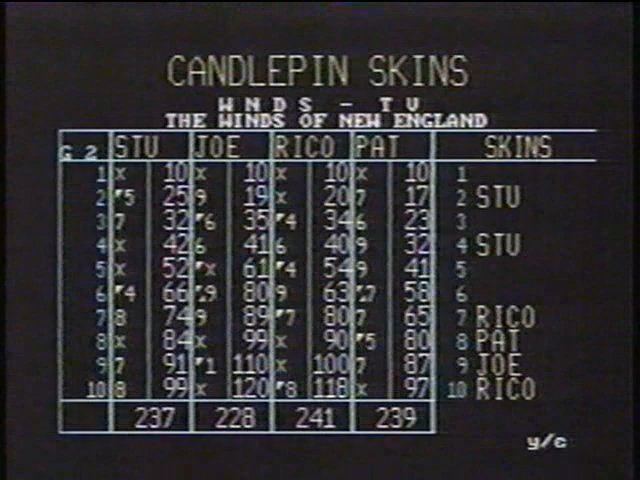 CANDLEPIN SKINS
WNDS - TV
THE WINDS OF NEW ENGLAND
G 2 STU JOE RICO PAT SKINS
1 x 10 x 10 x 10 x 10 1
2 ◤5 25 9 19 x 20 7 17 2 STU
3 7 32 ◤6 35 ◤4 34 6 23 3
4 x 42 6 41 6 40 9 32 4 STU
5 x 52 ◤x 61 ◤4 54 9 41 5
6 ◤4 66 ◤9 80 9 63 ◤7 58 6
7 8 74 9 89 ◤7 80 7 65 7 RICO
8 x 84 x 99 x 90 ◤5 80 8 PAT
9 7 91 ◤1 110 x 100 7 87 9 JOE
10 8 99 x 120 ◤8 118 x 97 10 RICO
237 228 241 239
y/c